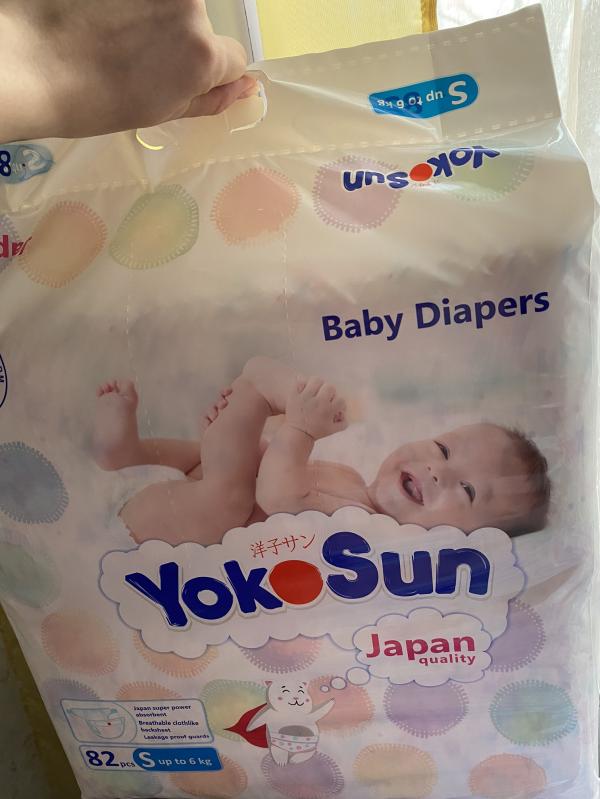 S up to 6 kg
YokoSun
Baby Diapers
洋子サン
YokoSun
Japan
quality
Japan super power
absorbent
Breathable clothlike
backsheet
Leakage proof guards
82 pcs S up to 6 kg